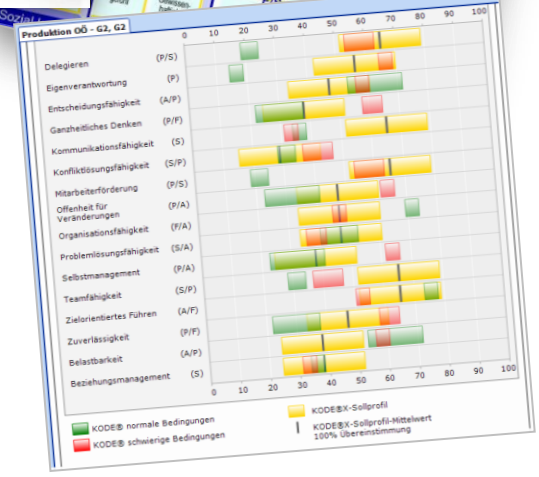 Sozial
Produktion OÖ - G2, G2
0 10 20 30 40 50 60 70 80 90 100
Delegieren (P/S)
Eigenverantwortung (P)
Entscheidungsfähigkeit (A/P)
Ganzheitliches Denken (P/F)
Kommunikationsfähigkeit (S)
Konfliktlösungsfähigkeit (S/P)
Mitarbeiterförderung (P/S)
Offenheit für
Veränderungen (P/A)
Organisationsfähigkeit (F/A)
Problemlösungsfähigkeit (S/A)
Selbstmanagement (P/A)
Teamfähigkeit (S/P)
Zielorientiertes Führen (A/F)
Zuverlässigkeit (P/F)
Belastbarkeit (A/P)
Beziehungsmanagement (S)
0 10 20 30 40 50 60 70 80 90 100
KODE® normale Bedingungen
KODE® schwierige Bedingungen
KODE®X-Sollprofil
KODE®X-Sollprofil-Mittelwert
100% Übereinstimmung